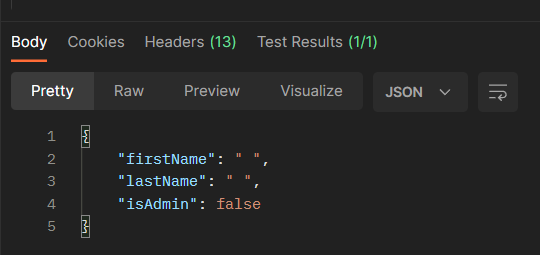 Body Cookies Headers (13) Test Results (1/1)
Pretty Raw Preview Visualize JSON
1 {
2 "firstName": " ",
3 "lastName": " ",
4 "isAdmin": false
5 }